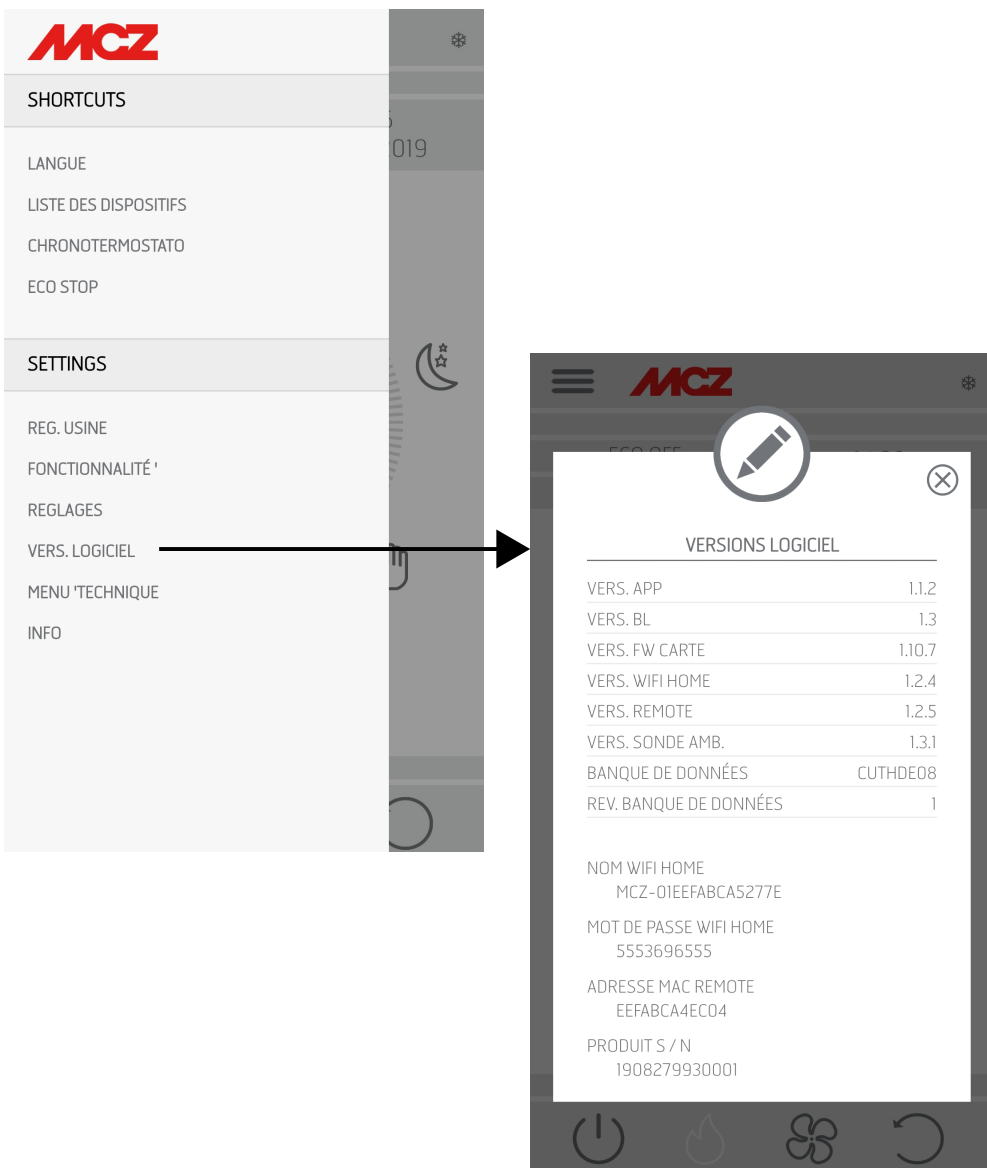 MCZ
SHORTCUTS
019
LANGUE
LISTE DES DISPOSITIFS
CHRONOTERMOSTATO
ECO STOP
SETTINGS
REG. USINE
FONCTIONNALITÉ '
REGLAGES
VERS. LOGICIEL
MENU 'TECHNIQUE
INFO
MCZ
VERSIONS LOGICIEL
VERS. APP 1.1.2
VERS. BL 1.3
VERS. FW CARTE 1.10.7
VERS. WIFI HOME 1.2.4
VERS. REMOTE 1.2.5
VERS. SONDE AMB. 1.3.1
BANQUE DE DONNÉES CUTHDE08
REV. BANQUE DE DONNÉES 1
NOM WIFI HOME
MCZ-01EEFABCA5277E
MOT DE PASSE WIFI HOME
5553696555
ADRESSE MAC REMOTE
EEFABCA4EC04
PRODUIT S / N
1908279930001